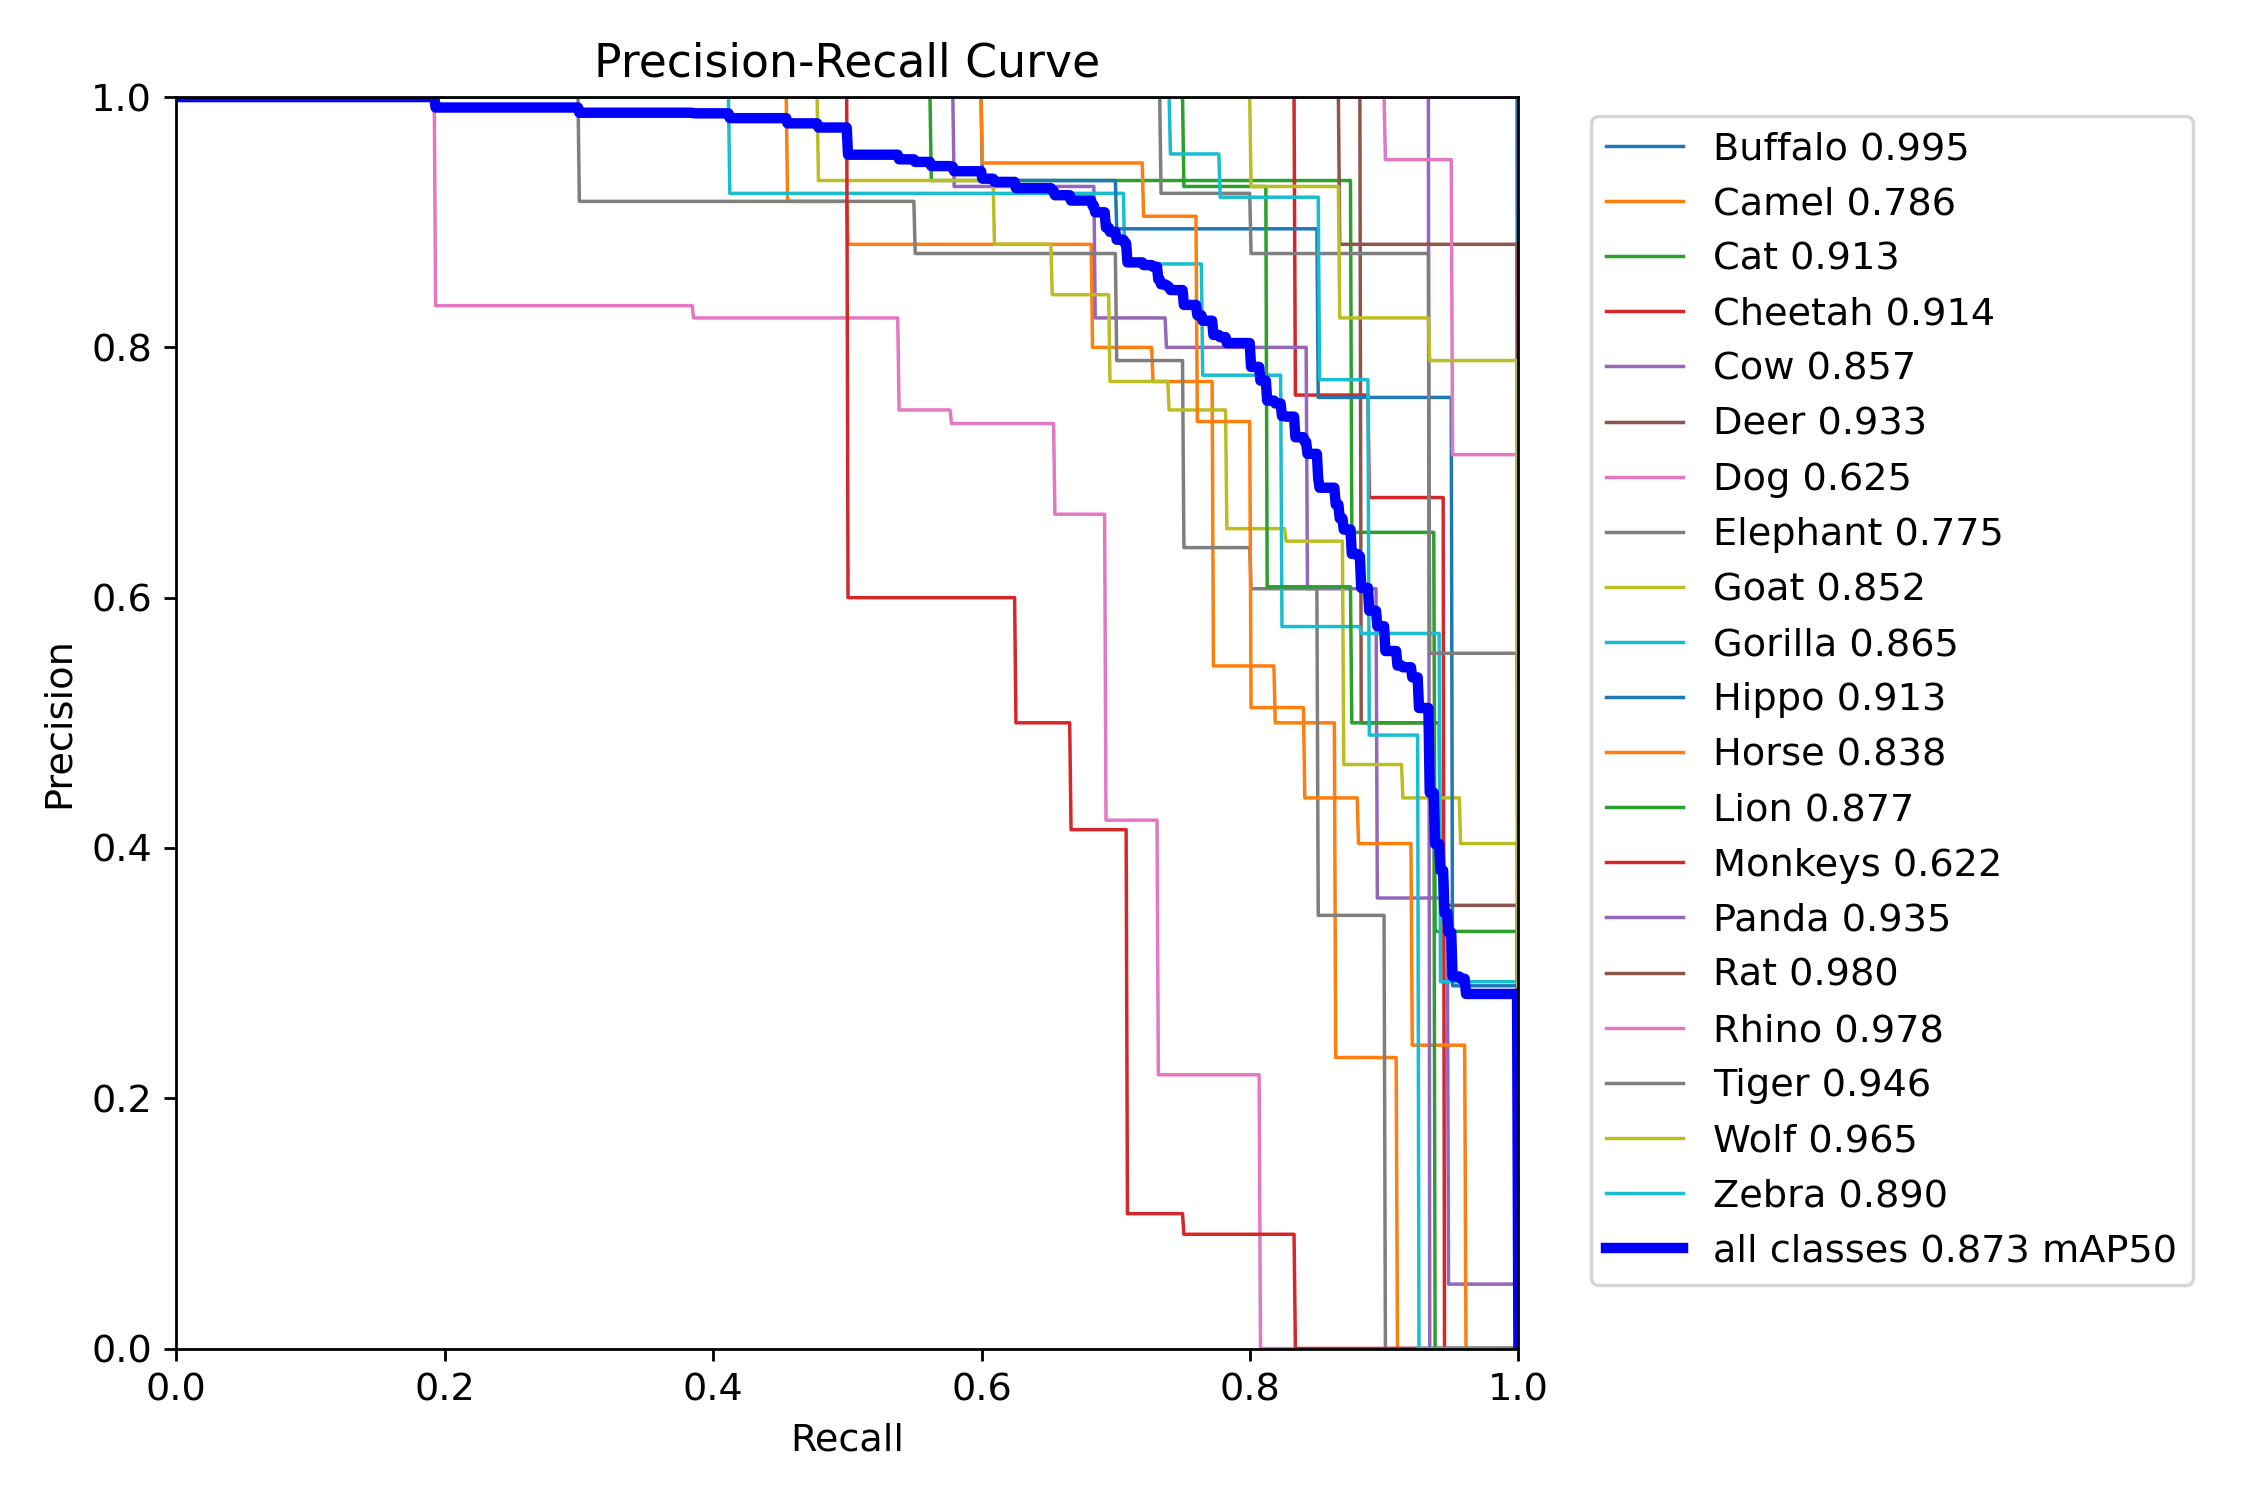 Precision-Recall Curve
1.0
0.8
0.6
0.4
0.2
0.0
Precision
0.0 0.2 0.4 0.6 0.8 1.0
Recall
Buffalo 0.995
Camel 0.786
Cat 0.913
Cheetah 0.914
Cow 0.857
Deer 0.933
Dog 0.625
Elephant 0.775
Goat 0.852
Gorilla 0.865
Hippo 0.913
Horse 0.838
Lion 0.877
Monkeys 0.622
Panda 0.935
Rat 0.980
Rhino 0.978
Tiger 0.946
Wolf 0.965
Zebra 0.890
all classes 0.873 mAP50